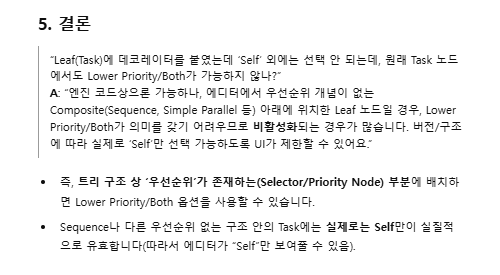 5. 결론
“Leaf(Task)에 데코레이터를 붙였는데 ‘Self’ 외에는 선택 안 되는데, 원래 Task 노드
에서도 Lower Priority/Both가 가능하지 않나?”
A: “엔진 코드상으론 가능하나, 에디터에서 우선순위 개념이 없는
Composite(Sequence, Simple Parallel 등) 아래에 위치한 Leaf 노드일 경우, Lower
Priority/Both가 의미를 갖기 어려우므로 비활성화되는 경우가 많습니다. 버전/구조
에 따라 실제로 ‘Self’만 선택 가능하도록 UI가 제한할 수 있어요.”
• 즉, 트리 구조 상 ‘우선순위’가 존재하는(Selector/Priority Node) 부분에 배치하
면 Lower Priority/Both 옵션을 사용할 수 있습니다.
• Sequence나 다른 우선순위 없는 구조 안의 Task에는 실제로는 Self만이 실질적
으로 유효합니다(따라서 에디터가 “Self”만 보여줄 수 있음).